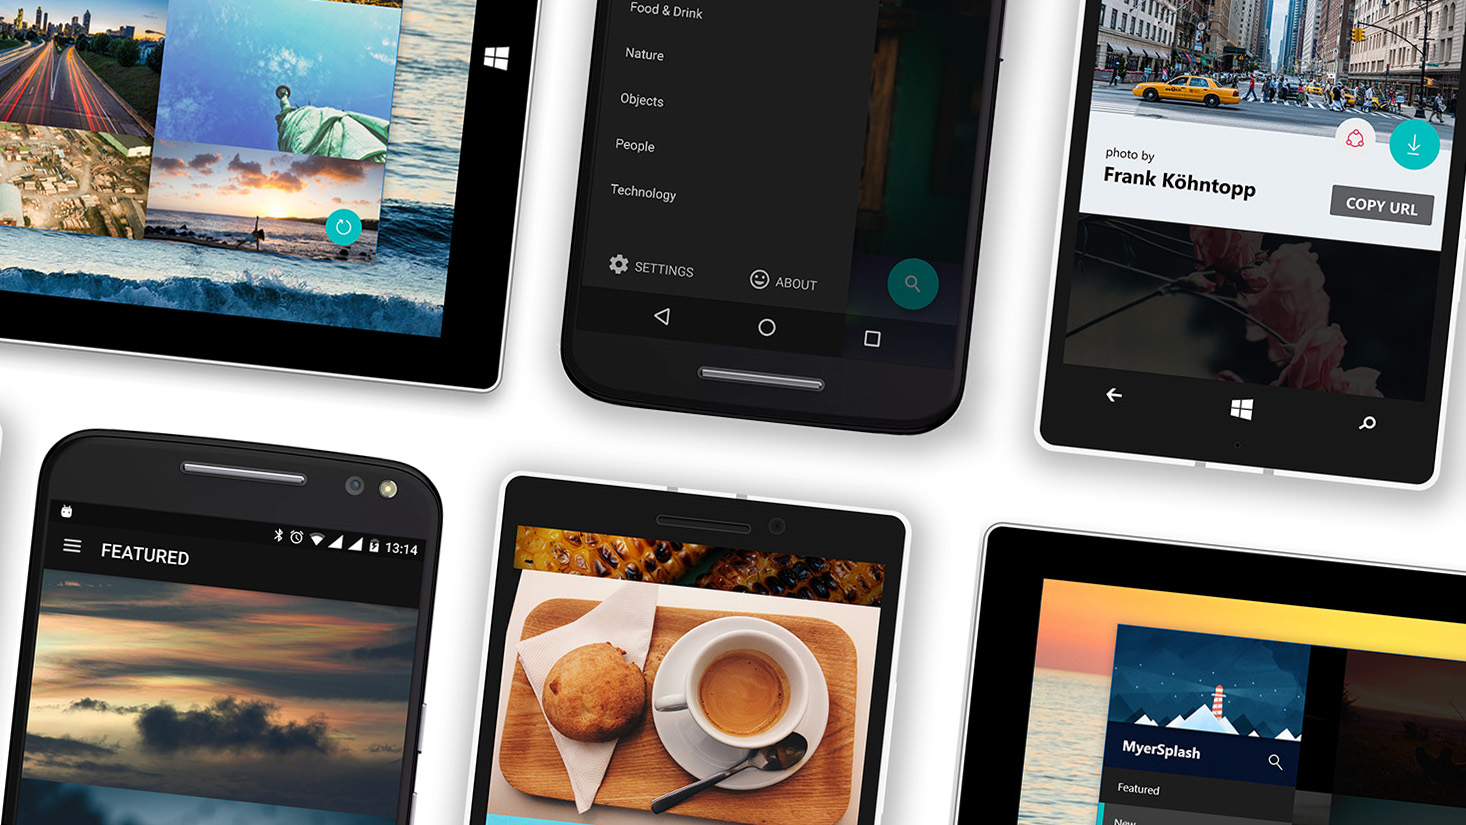 Food & Drink
Nature
Objects
People
Technology
SETTINGS
ABOUT
photo by
Frank Köhntopp
COPY URL
FEATURED
13:14
MyerSplash
Featured
New